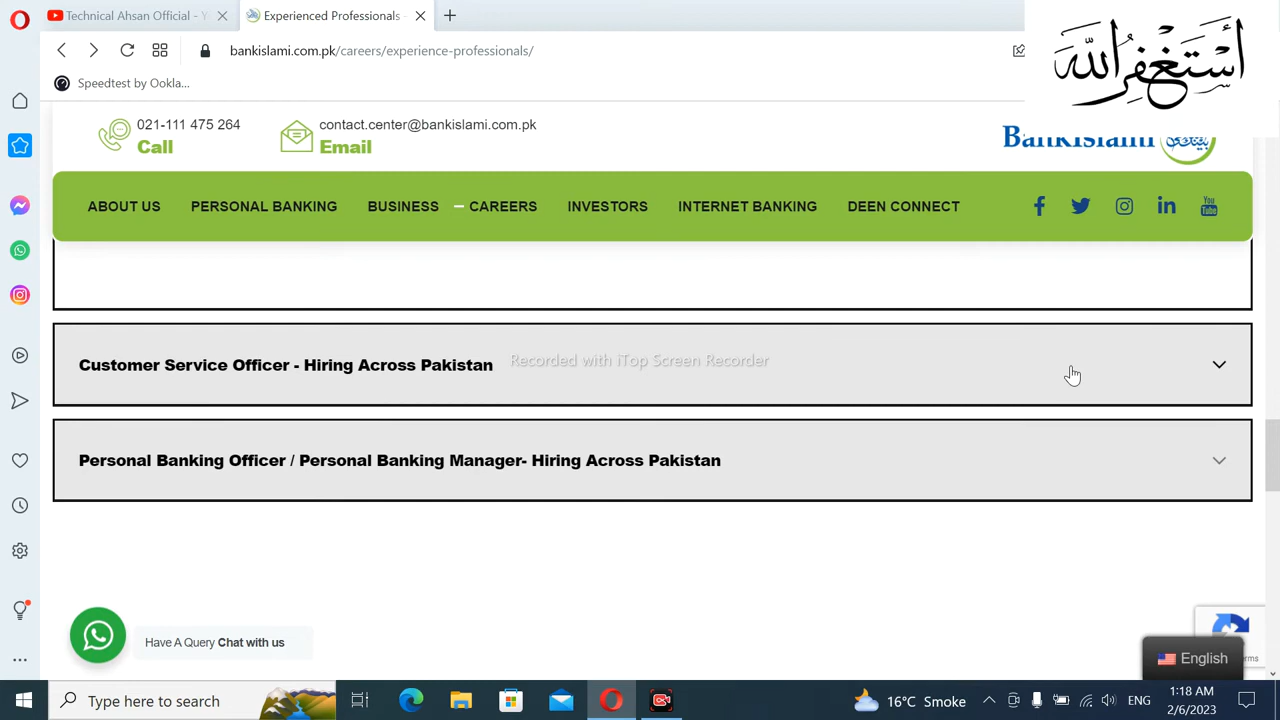 Technical Ahsan Official - Y
Experienced Professionals -
bankislami.com.pk/careers/experience-professionals/
أستغفر الله
Speedtest by Ookla...
021-111 475 264
Call
contact.center@bankislami.com.pk
Email
BankIslami
ABOUT US
PERSONAL BANKING
BUSINESS
CAREERS
INVESTORS
INTERNET BANKING
DEEN CONNECT
You
Tube
Customer Service Officer - Hiring Across Pakistan
Recorded with iTop Screen Recorder
Personal Banking Officer / Personal Banking Manager- Hiring Across Pakistan
Have A Query Chat with us
English
Type here to search
16°C Smoke
ENG
1:18 AM
2/6/2023